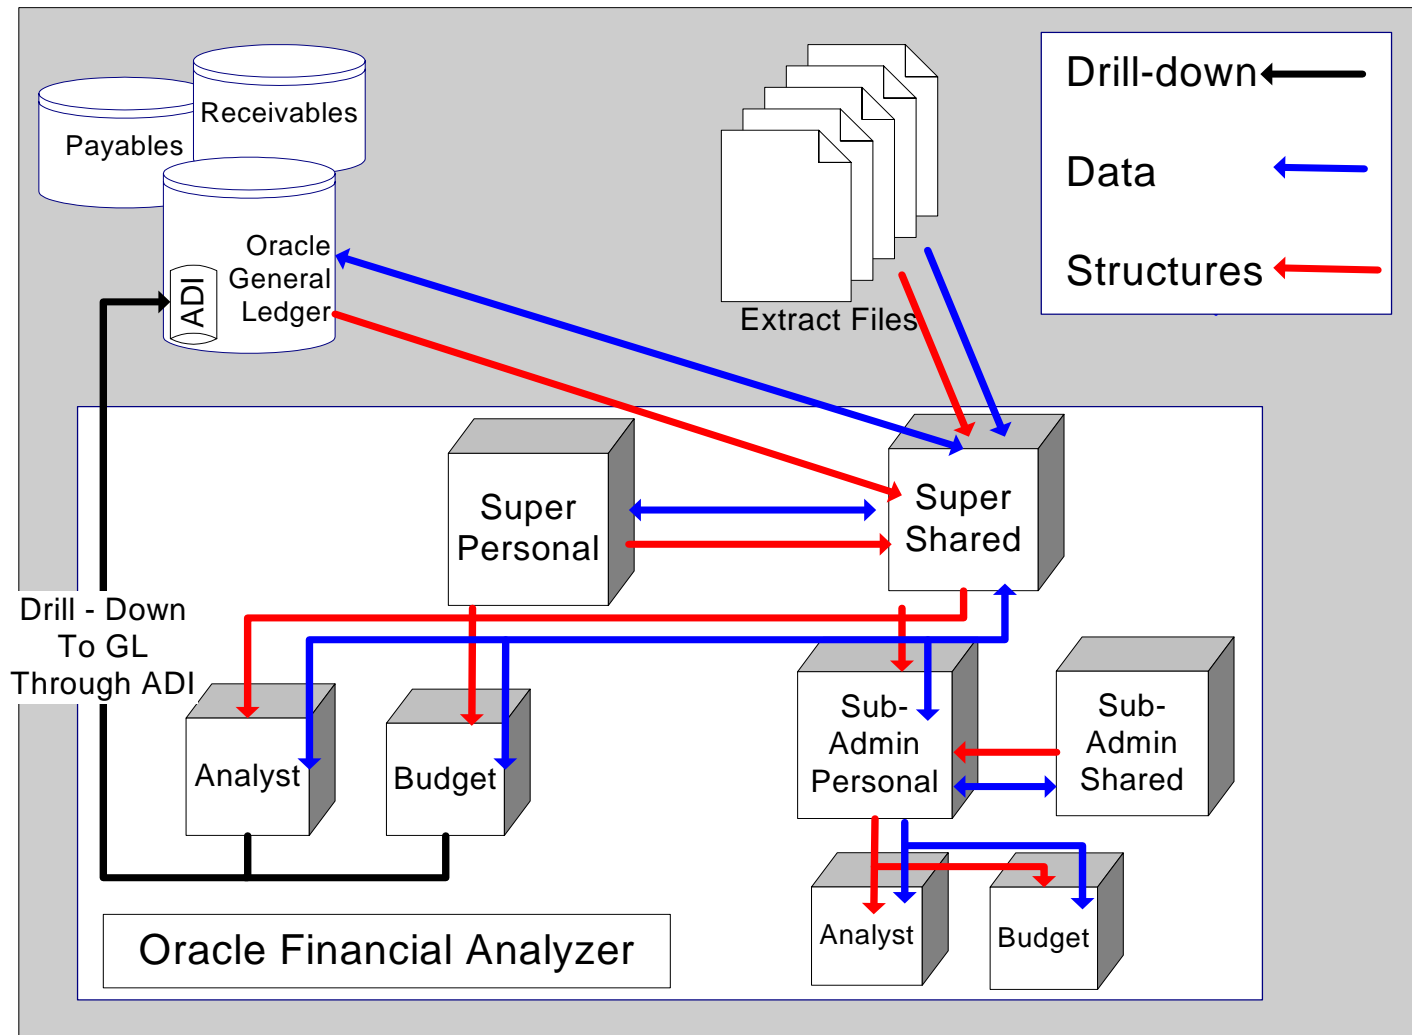 Receivables
Payables
Oracle
General
Ledger
ADI
Extract Files
Drill-down
Data
Structures
Super
Personal
Super
Shared
Drill - Down
To GL
Through ADI
Analyst
Budget
Sub-
Admin
Personal
Sub-
Admin
Shared
Analyst
Budget
Oracle Financial Analyzer